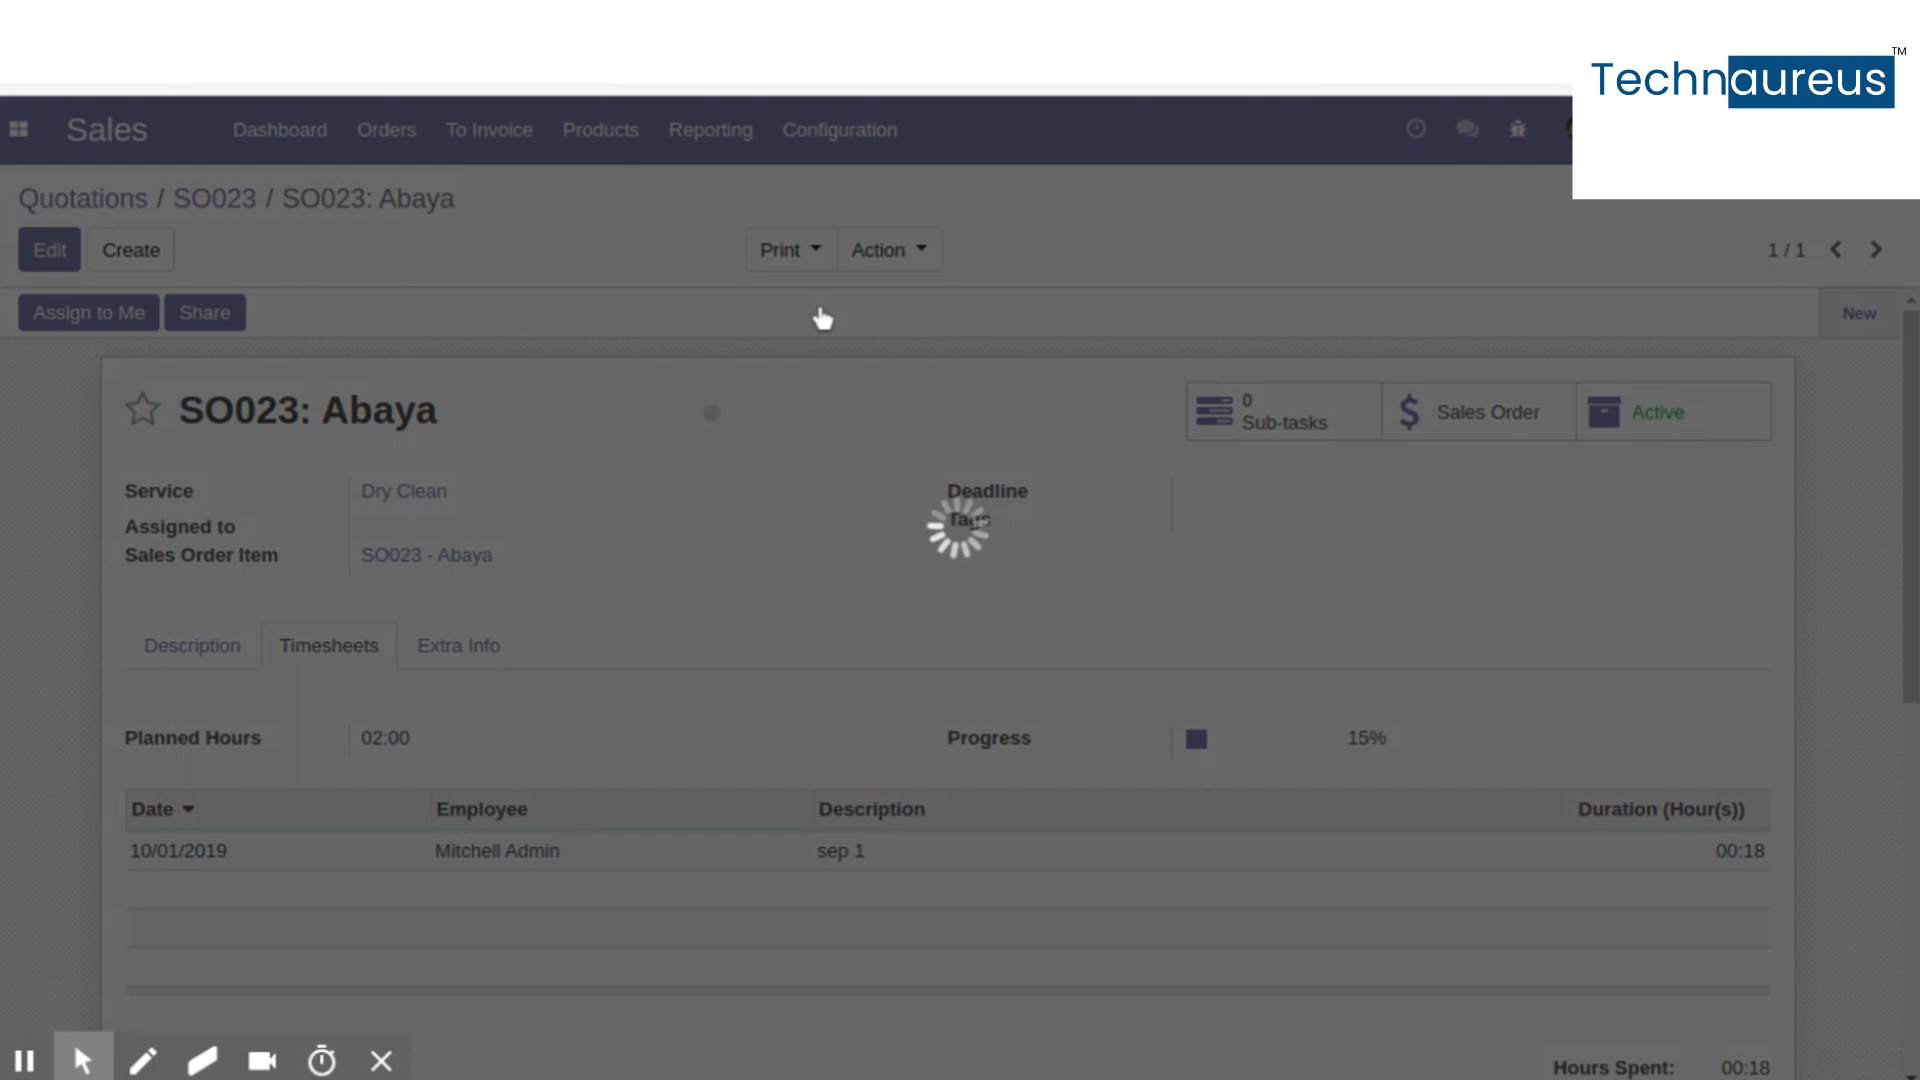 Technaureus™
Sales Dashboard Orders To Invoice Products Reporting Configuration
Quotations / SO023 / SO023: Abaya
Edit Create Print Action 1 / 1
Assign to Me Share New
SO023: Abaya
0
Sub-tasks
Sales Order
Active
Service Dry Clean
Deadline
Assigned to
Tags
Sales Order Item SO023 - Abaya
Description Timesheets Extra Info
Planned Hours 02:00 Progress 15%
Date Employee Description Duration (Hour(s))
10/01/2019 Mitchell Admin sep 1 00:18
Hours Spent: 00:18